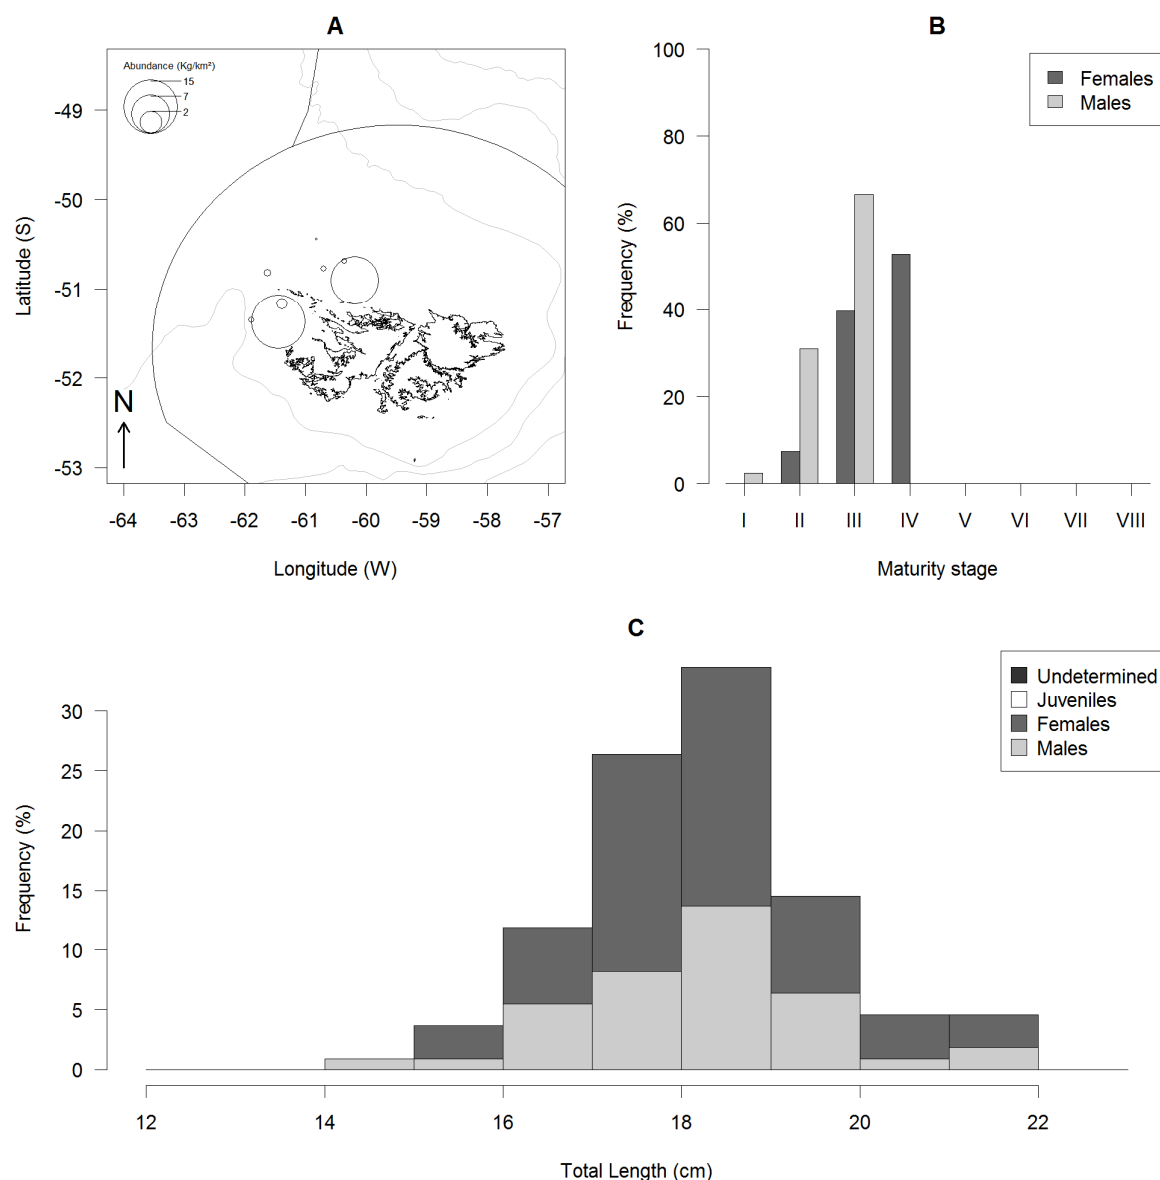 A
Abundance (Kg/km²)
15
7
2
-49
-50
-51
-52
-53
Latitude (S)
N
-64 -63 -62 -61 -60 -59 -58 -57
Longitude (W)
B
100
80
60
40
20
0
Frequency (%)
Females
Males
I II III IV V VI VII VIII
Maturity stage
C
30
25
20
15
10
5
0
Frequency (%)
Undetermined
Juveniles
Females
Males
12 14 16 18 20 22
Total Length (cm)